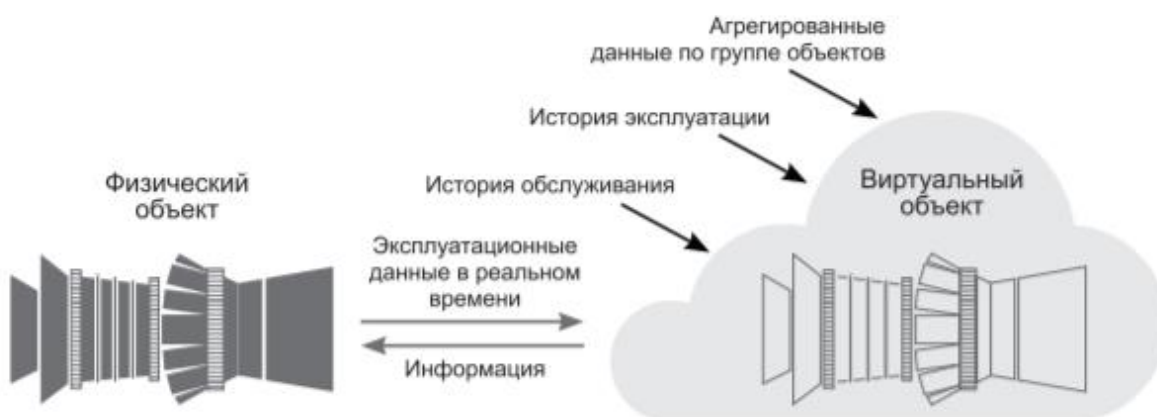 Агрегированные
данные по группе объектов
История эксплуатации
История обслуживания
Физический
объект
Виртуальный
объект
Эксплуатационные
данные в реальном
времени
Информация